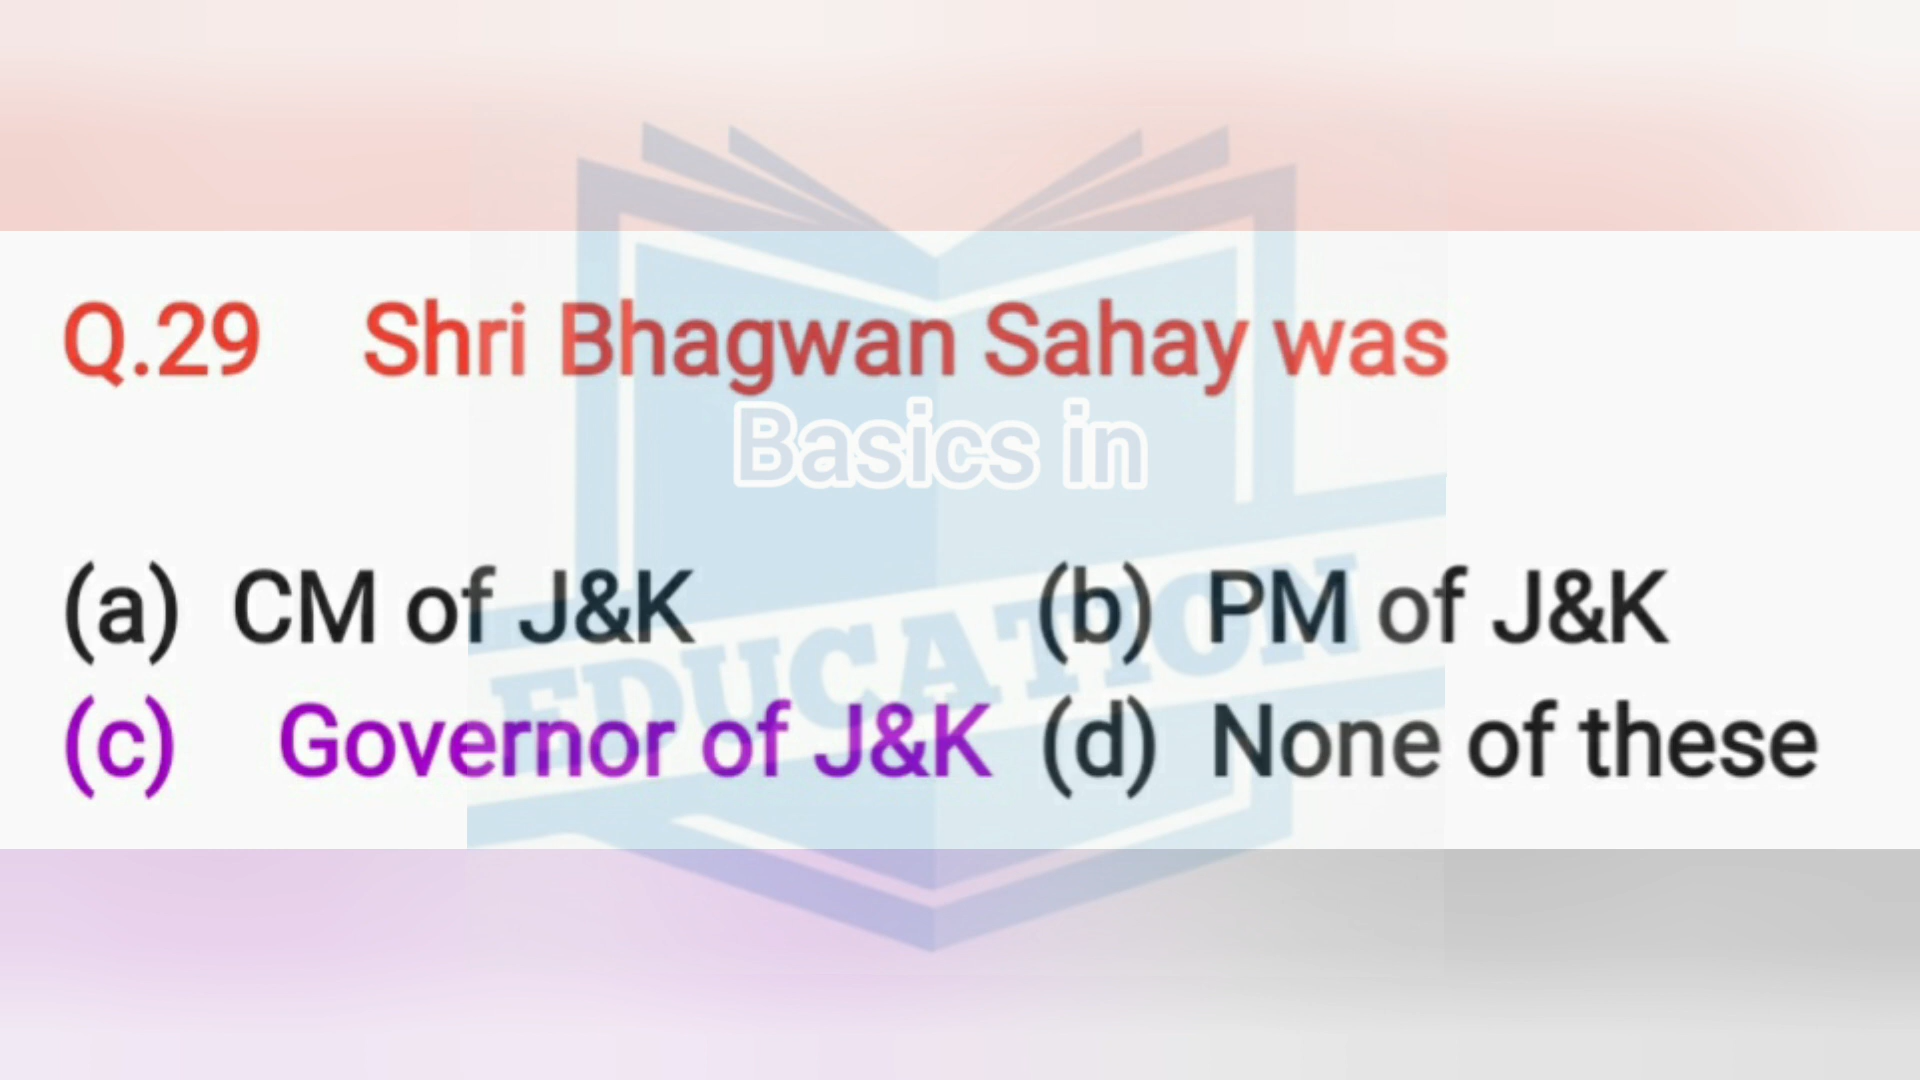 Q.29 Shri Bhagwan Sahay was
Basics in
(a) CM of J&K (b) PM of J&K
EDUCATION
(c) Governor of J&K (d) None of these